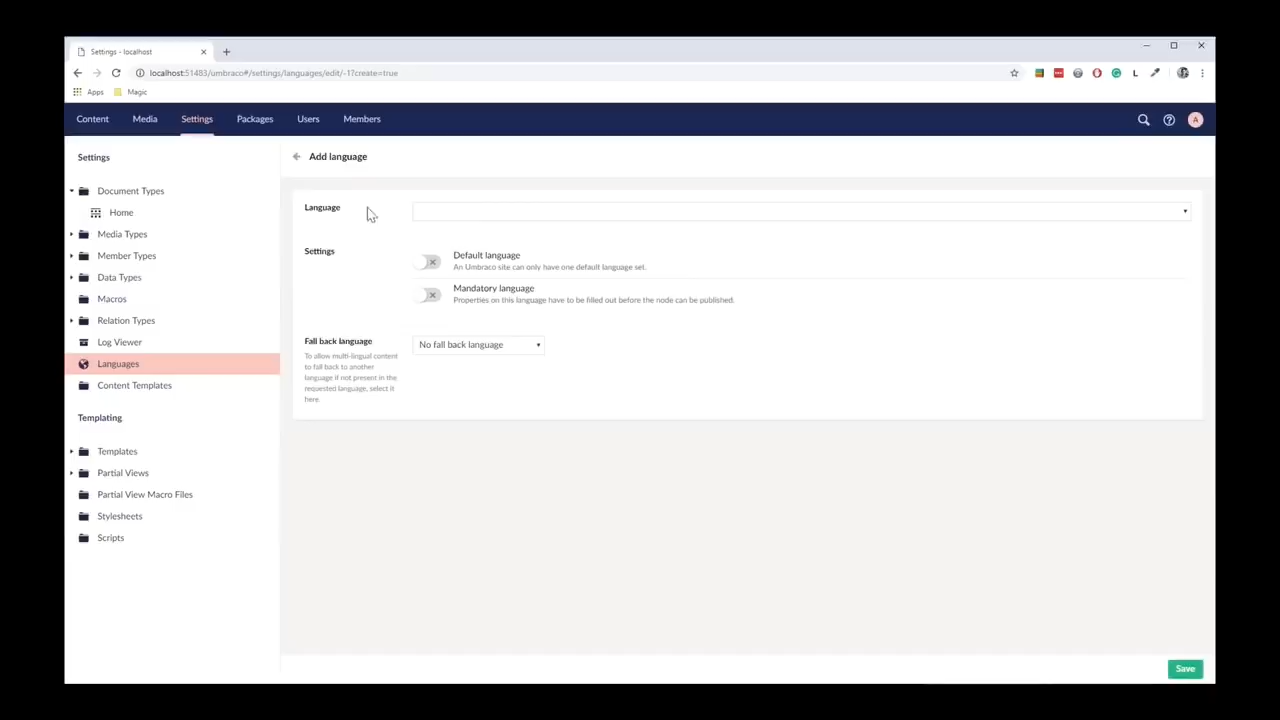 Settings - localhost
localhost:51483/umbraco#/settings/languages/edit/-1?create=true
Apps
Magic
Content
Media
Settings
Packages
Users
Members
A
Settings
Document Types
Home
Media Types
Member Types
Data Types
Macros
Relation Types
Log Viewer
Languages
Content Templates
Templating
Templates
Partial Views
Partial View Macro Files
Stylesheets
Scripts
Add language
Language
Settings
Default language
An Umbraco site can only have one default language set.
Mandatory language
Properties on this language have to be filled out before the node can be published.
Fall back language
To allow multi-lingual content
to fall back to another
language if not present in the
requested language, select it
here.
No fall back language
Save